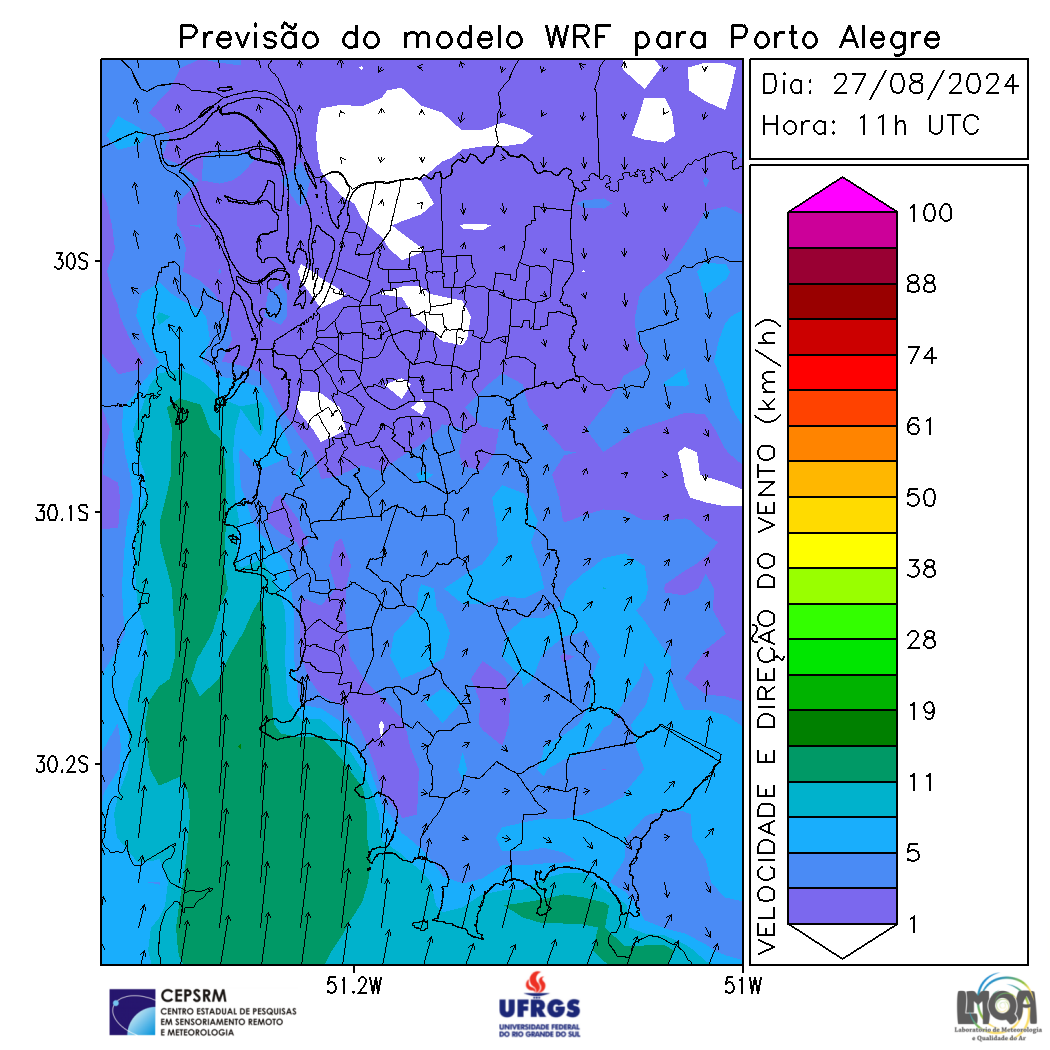 Previsão do modelo WRF para Porto Alegre
Dia: 27/08/2024
Hora: 11h UTC
30S
30.1S
30.2S
51.2W
51W
VELOCIDADE E DIREÇÃO DO VENTO (km/h)
100
88
74
61
50
38
28
19
11
5
1
CEPSRM
CENTRO ESTADUAL DE PESQUISAS
EM SENSORIAMENTO REMOTO
E METEOROLOGIA
UFRGS
UNIVERSIDADE FEDERAL
DO RIO GRANDE DO SUL
LMQA
Laboratório de Meteorologia
e Qualidade do Ar